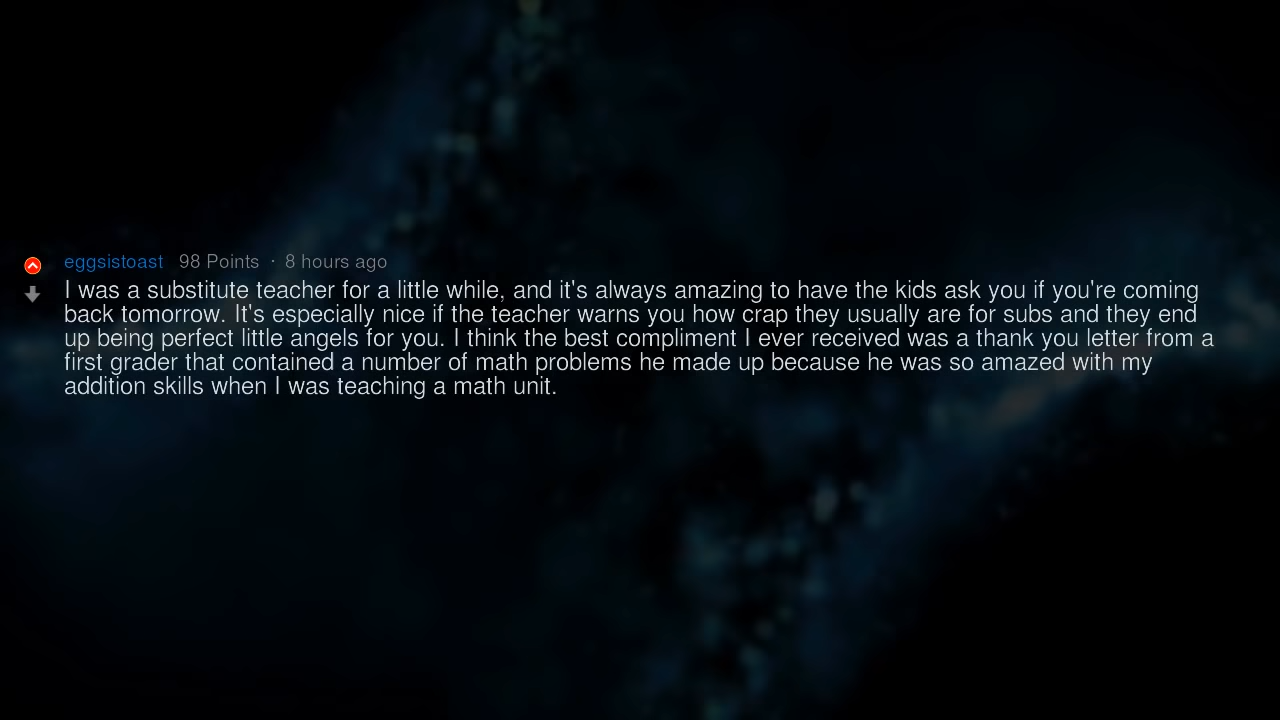 eggsistoast 98 Points · 8 hours ago
I was a substitute teacher for a little while, and it's always amazing to have the kids ask you if you're coming
back tomorrow. It's especially nice if the teacher warns you how crap they usually are for subs and they end
up being perfect little angels for you. I think the best compliment I ever received was a thank you letter from a
first grader that contained a number of math problems he made up because he was so amazed with my
addition skills when I was teaching a math unit.